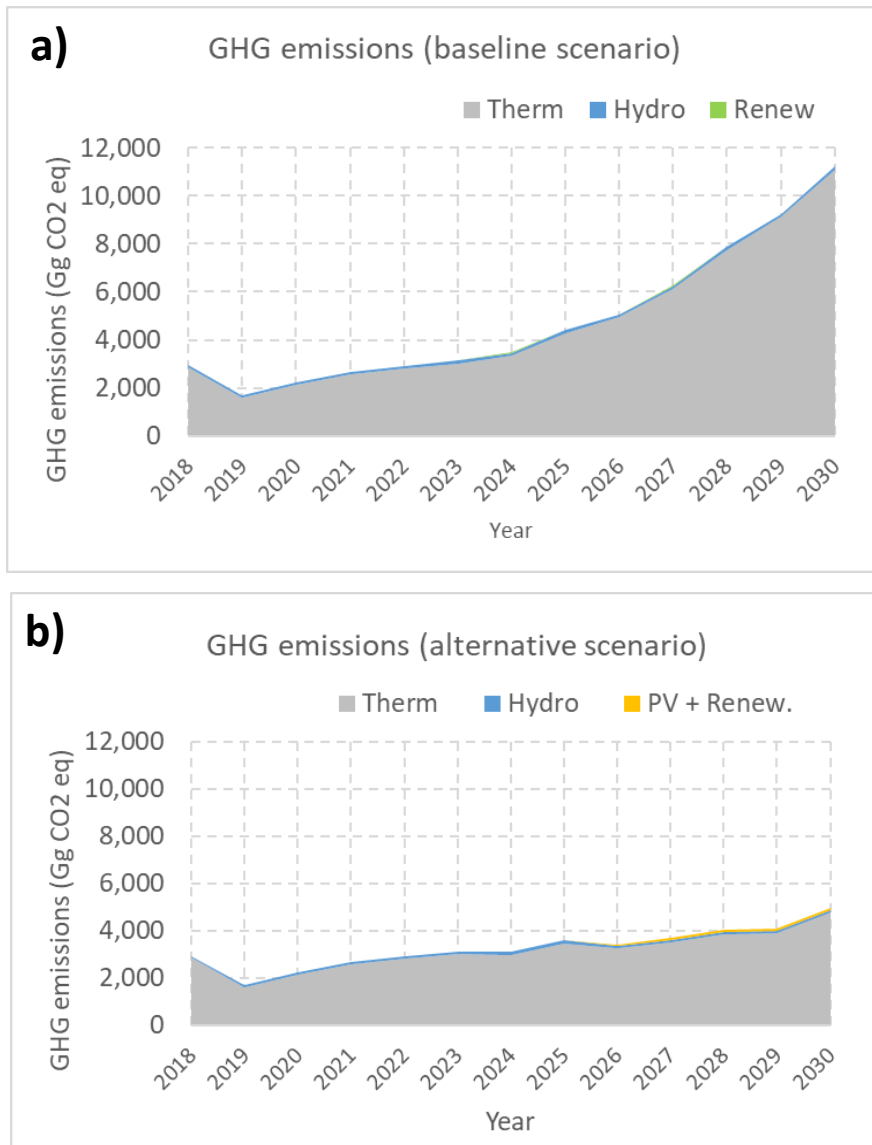 a)
GHG emissions (baseline scenario)
Therm Hydro Renew
GHG emissions (Gg CO2 eq)
12,000
10,000
8,000
6,000
4,000
2,000
0
2018 2019 2020 2021 2022 2023 2024 2025 2026 2027 2028 2029 2030
Year
b)
GHG emissions (alternative scenario)
Therm Hydro PV + Renew.
GHG emissions (Gg CO2 eq)
12,000
10,000
8,000
6,000
4,000
2,000
0
2018 2019 2020 2021 2022 2023 2024 2025 2026 2027 2028 2029 2030
Year